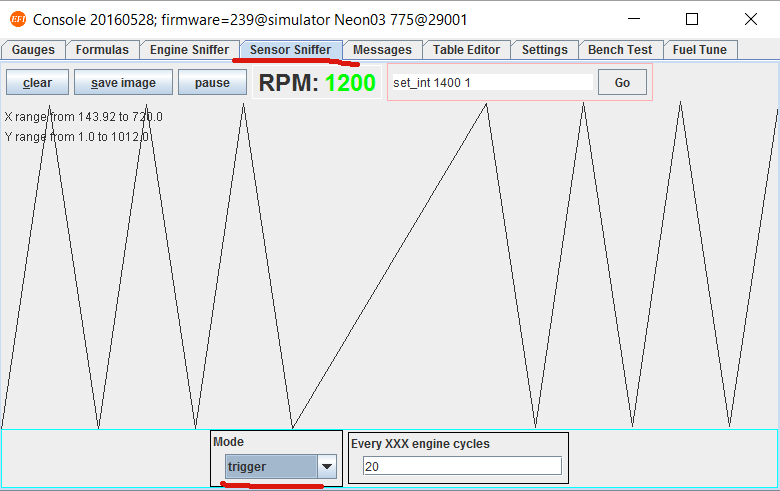 EFI Console 20160528; firmware=239@simulator Neon03 775@29001
Gauges Formulas Engine Sniffer Sensor Sniffer Messages Table Editor Settings Bench Test Fuel Tune
clear save image pause RPM: 1200 set_int 1400 1 Go
X range from 143.92 to 720.0
Y range from 1.0 to 1012.0
Mode
Every XXX engine cycles
trigger
20